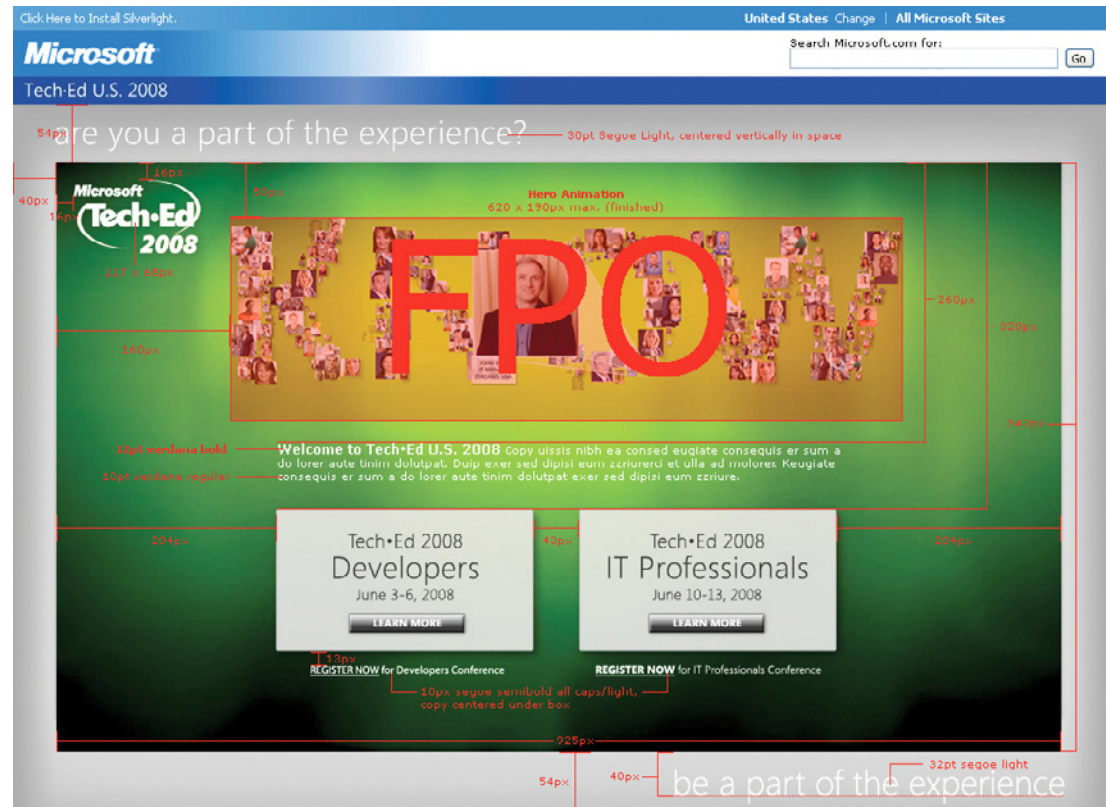 Click Here to Install Silverlight.
United States Change | All Microsoft Sites
Microsoft
Search Microsoft.com for:
Go
Tech·Ed U.S. 2008
54px
are you a part of the experience?
30pt Segoe Light, centered vertically in space
16px
50px
40px
16px
Microsoft
Tech•Ed
2008
Hero Animation
620 x 190px max. (finished)
FPO
260px
320px
160px
540px
12pt verdana bold
Welcome to Tech•Ed U.S. 2008 Copy uissis nibh ea consed eugiate consequis er sum a
do lorer aute tinim dolutpat. Duip exer sed dipisi eum zzriurerci et ulla ad molores Keugiate
10pt verdana regular
consequis er sum a do lorer aute tinim dolutpat exer sed dipisi eum zzriure.
204px
40px
204px
Tech•Ed 2008
Developers
June 3-6, 2008
LEARN MORE
Tech•Ed 2008
IT Professionals
June 10-13, 2008
LEARN MORE
13px
REGISTER NOW for Developers Conference
REGISTER NOW for IT Professionals Conference
10px segoe semibold all caps/light,
copy centered under box
925px
54px
40px
32pt segoe light
be a part of the experience